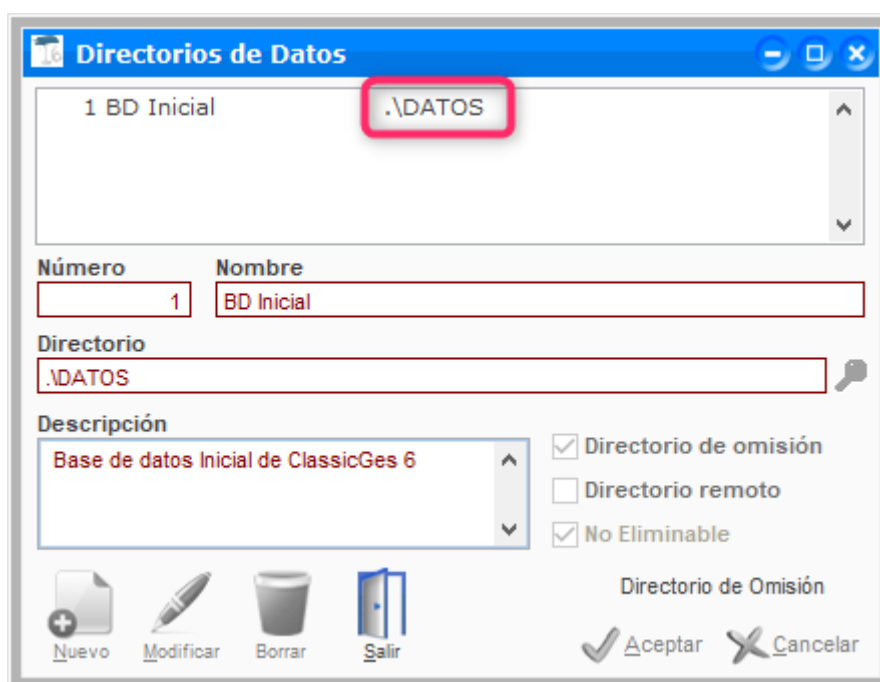 Directorios de Datos
1 BD Inicial .\DATOS
Número Nombre
1 BD Inicial
Directorio
.\DATOS
Descripción
Base de datos Inicial de ClassicGes 6
Directorio de omisión
Directorio remoto
No Eliminable
Directorio de Omisión
Nuevo Modificar Borrar Salir Aceptar Cancelar